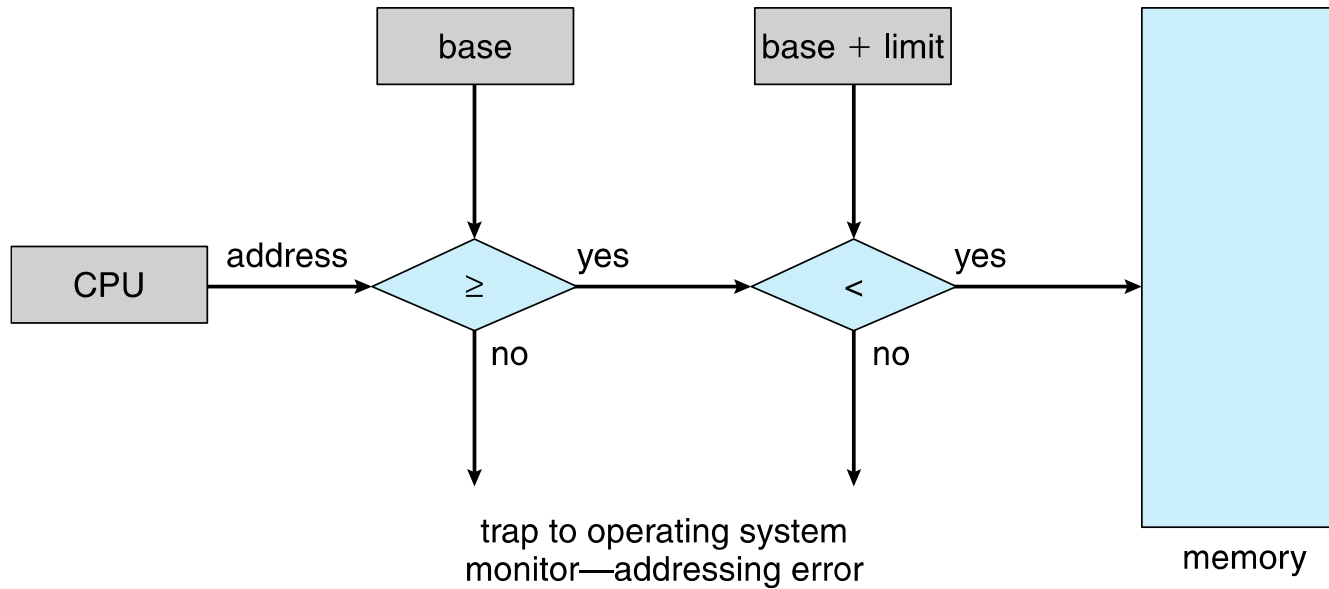 base
base + limit
CPU
address
≥
yes
<
yes
no
no
trap to operating system
monitor—addressing error
memory